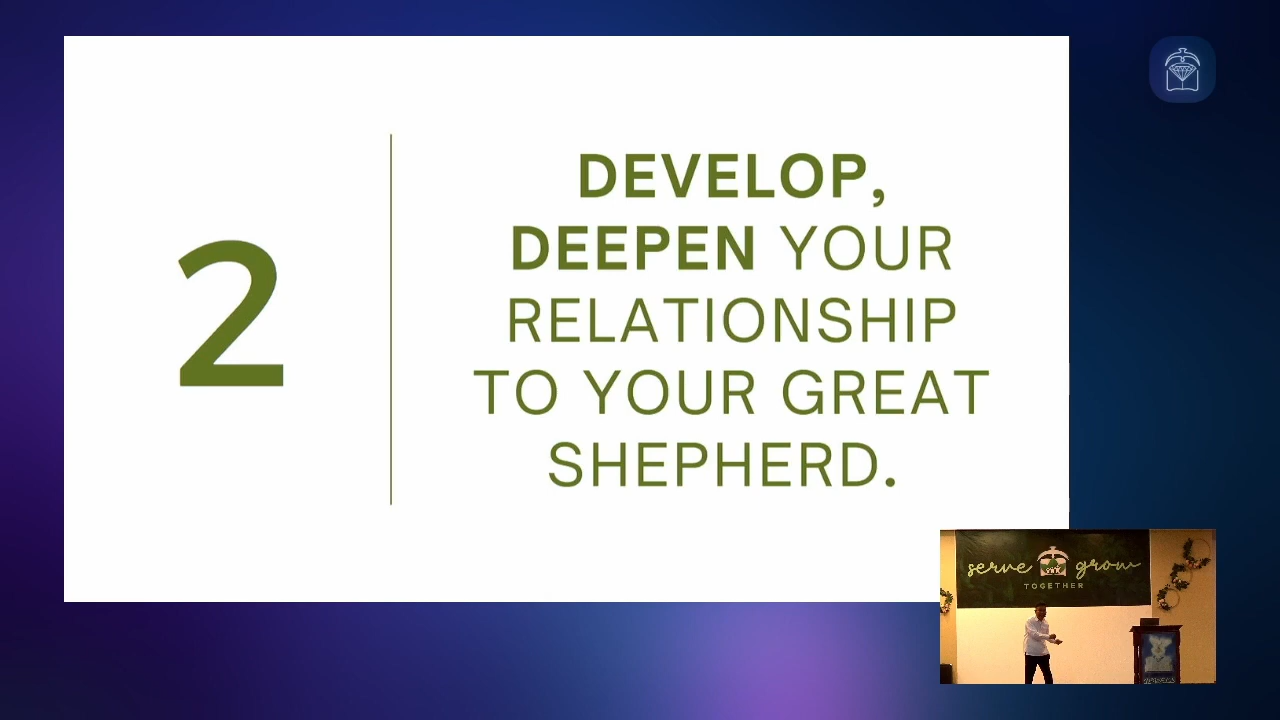 2
DEVELOP,
DEEPEN YOUR
RELATIONSHIP
TO YOUR GREAT
SHEPHERD.
serve grow
TOGETHER